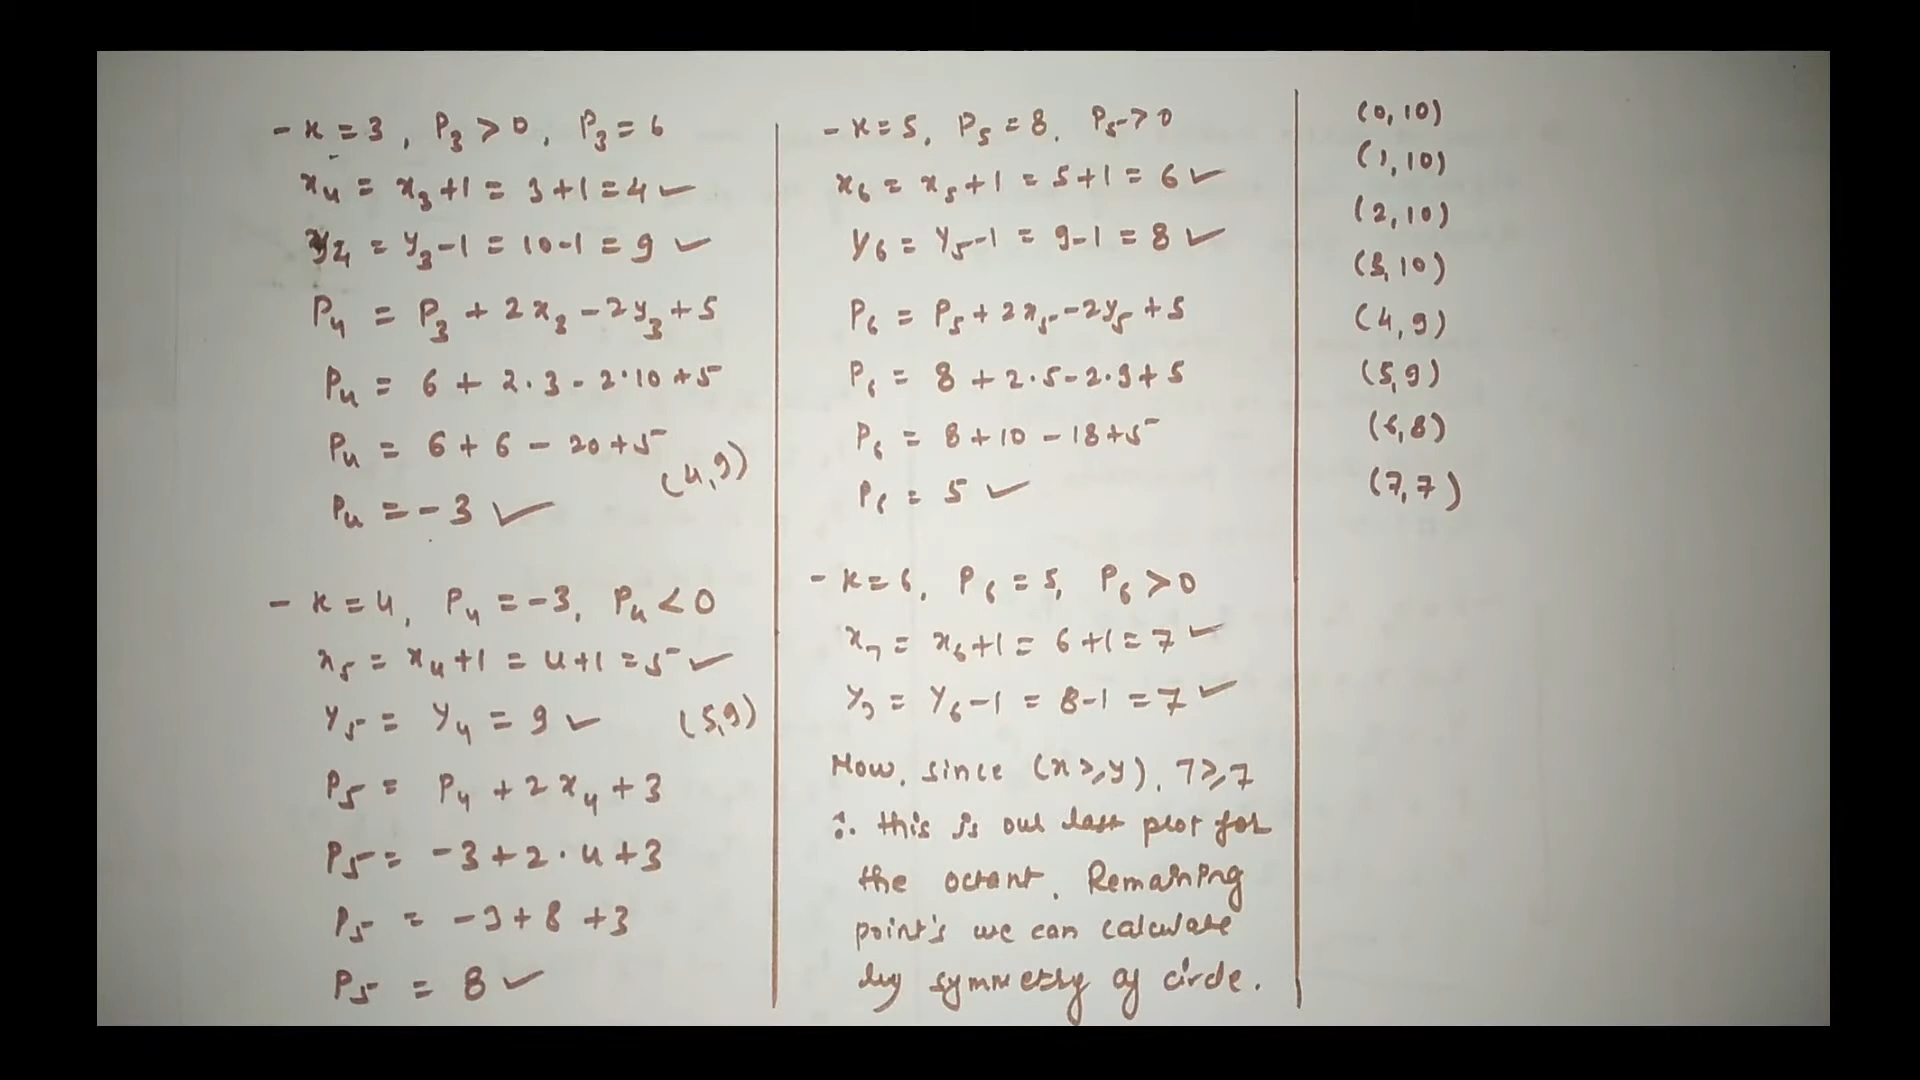 - K = 3, P₃ > 0, P₃ = 6
x₄ = x₃ + 1 = 3 + 1 = 4 ✓
y₄ = y₃ - 1 = 10 - 1 = 9 ✓
P₄ = P₃ + 2x₃ - 2y₃ + 5
P₄ = 6 + 2·3 - 2·10 + 5
P₄ = 6 + 6 - 20 + 5
(4,9)
P₄ = -3 ✓
- K = 4, P₄ = -3, P₄ < 0
x₅ = x₄ + 1 = 4 + 1 = 5 ✓
y₅ = y₄ = 9 ✓ (5,9)
P₅ = P₄ + 2x₄ + 3
P₅ = -3 + 2·4 + 3
P₅ = -3 + 8 + 3
P₅ = 8 ✓
- K = 5, P₅ = 8, P₅ > 0
x₆ = x₅ + 1 = 5 + 1 = 6 ✓
y₆ = y₅ - 1 = 9 - 1 = 8 ✓
P₆ = P₅ + 2x₅ - 2y₅ + 5
P₆ = 8 + 2·5 - 2·9 + 5
P₆ = 8 + 10 - 18 + 5
P₆ = 5 ✓
- K = 6, P₆ = 5, P₆ > 0
x₇ = x₆ + 1 = 6 + 1 = 7 ✓
y₇ = y₆ - 1 = 8 - 1 = 7 ✓
Now, since (x ≥ y), 7 ≥ 7
∴ this is our last plot for
the octant. Remaining
point's we can calculate
by symmetry of circle.
(0,10)
(1,10)
(2,10)
(3,10)
(4,9)
(5,9)
(6,8)
(7,7)